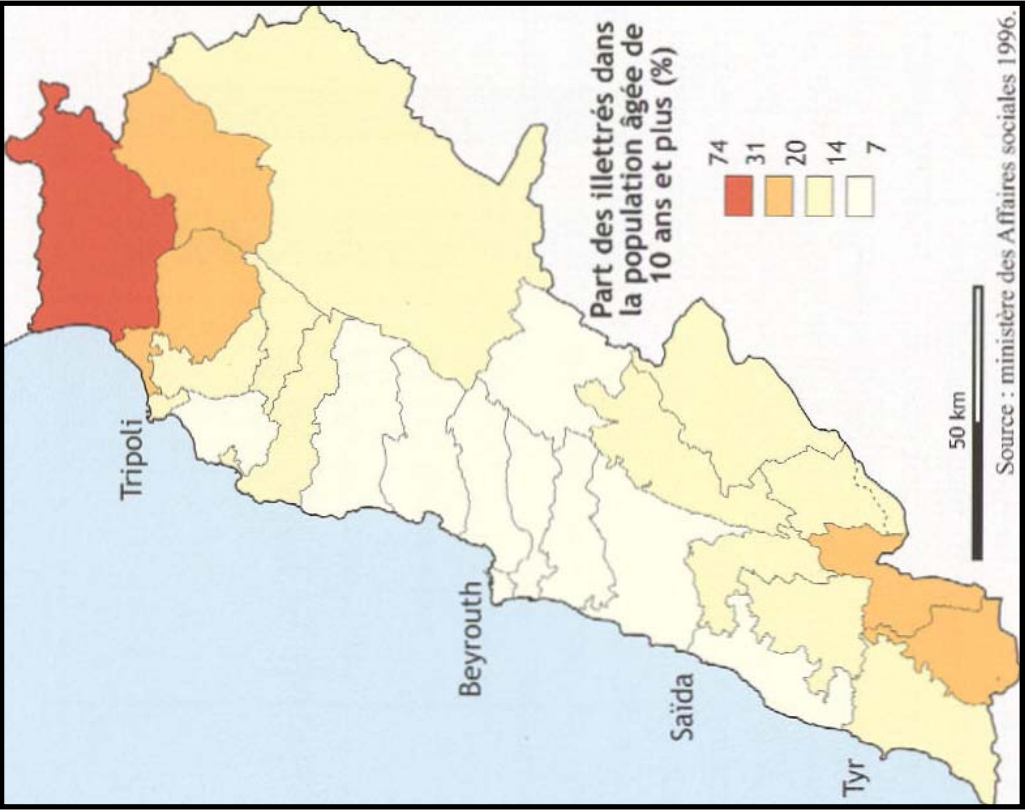 Tripoli
Beyrouth
Saïda
Tyr
Part des illettrés dans
la population âgée de
10 ans et plus (%)
74
31
20
14
7
50 km
Source : ministère des Affaires sociales 1996.